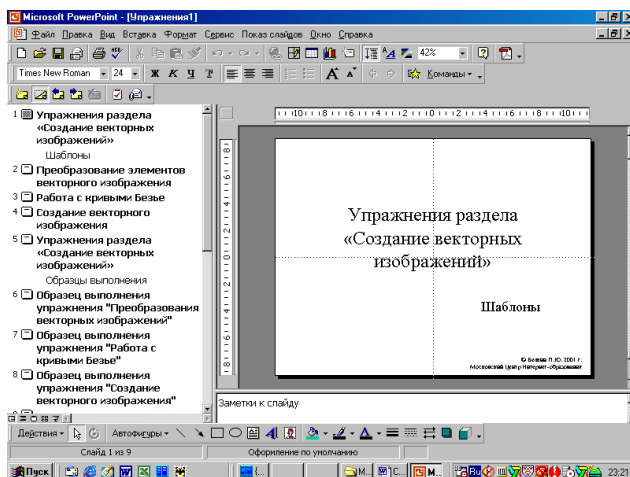 Microsoft PowerPoint - [Упражнения1]
Файл Правка Вид Вставка Формат Сервис Показ слайдов Окно Справка
42%
Times New Roman 24 Ж К Ч Т Команды
1 Упражнения раздела
«Создание векторных
изображений»
Шаблоны
2 Преобразование элементов
векторного изображения
3 Работа с кривыми Безье
4 Создание векторного
изображения
5 Упражнения раздела
«Создание векторных
изображений»
Образцы выполнения
6 Образец выполнения
упражнения "Преобразования
векторных изображений"
7 Образец выполнения
упражнения "Работа с
кривыми Безье"
8 Образец выполнения
упражнения "Создание
векторного изображения"
Упражнения раздела
«Создание векторных
изображений»
Шаблоны
П.Ю. 2001 г.
Московский Центр
Заметки к слайду
Действия Автофигуры
Слайд 1 из 9 Оформление по умолчанию
Пуск 23:21